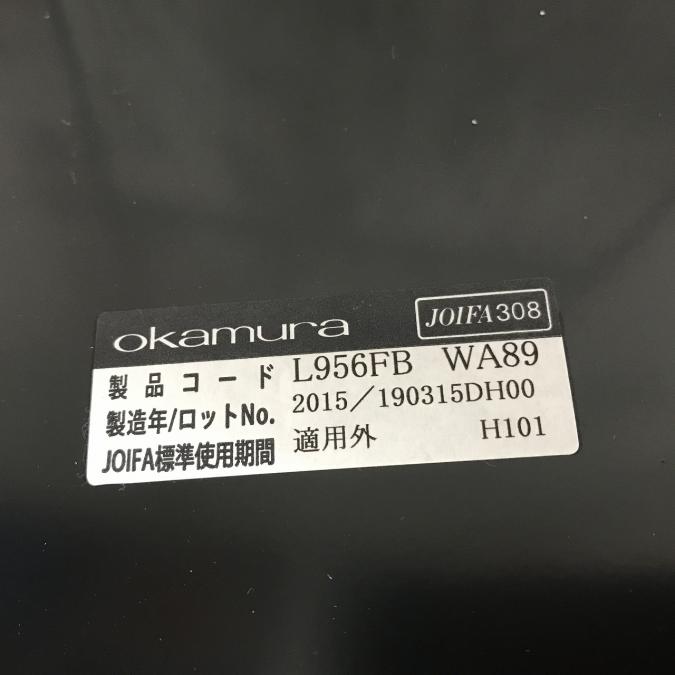 okamura JOIFA308
製品コード L956FB WA89
製造年/ロットNo. 2015/190315DH00
JOIFA標準使用期間 適用外 H101